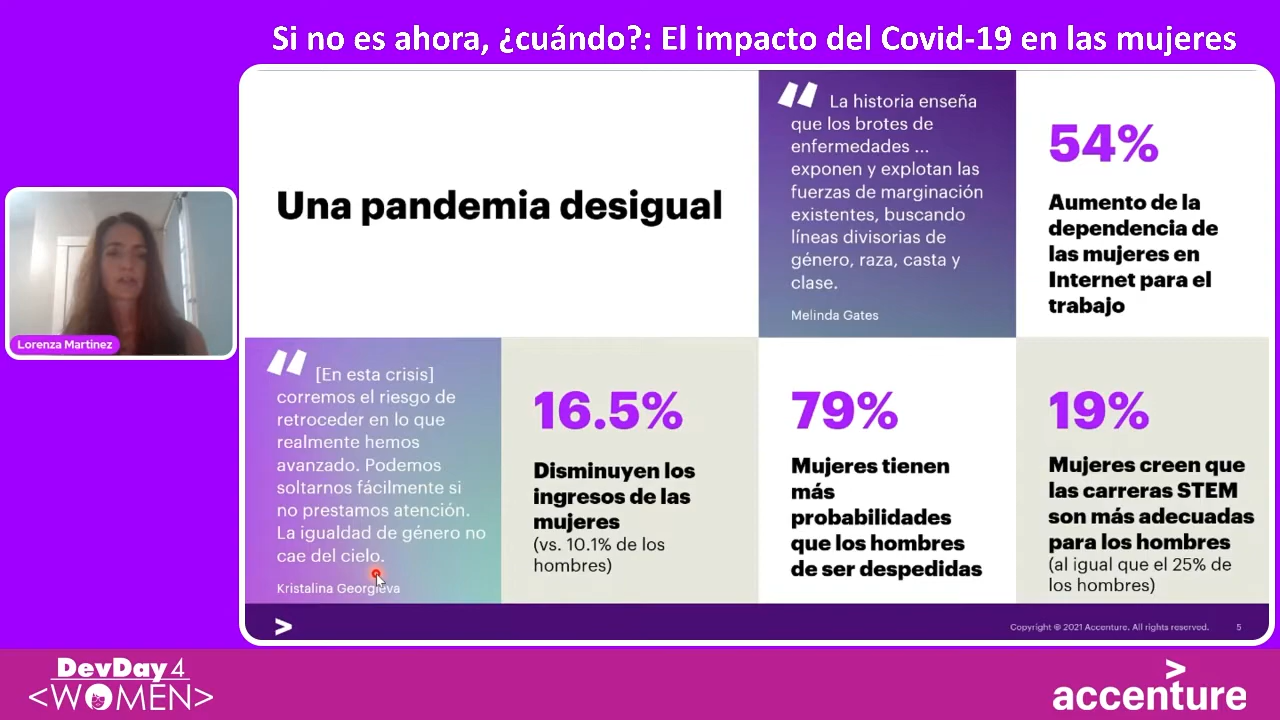 Si no es ahora, ¿cuándo?: El impacto del Covid-19 en las mujeres
Lorenza Martinez
Una pandemia desigual
La historia enseña
que los brotes de
enfermedades ...
exponen y explotan las
fuerzas de marginación
existentes, buscando
líneas divisorias de
género, raza, casta y
clase.
Melinda Gates
54%
Aumento de la
dependencia de
las mujeres en
Internet para el
trabajo
[En esta crisis]
corremos el riesgo de
retroceder en lo que
realmente hemos
avanzado. Podemos
soltarnos fácilmente si
no prestamos atención.
La igualdad de género no
cae del cielo.
Kristalina Georgieva
16.5%
Disminuyen los
ingresos de las
mujeres
(vs. 10.1% de los
hombres)
79%
Mujeres tienen
más
probabilidades
que los hombres
de ser despedidas
19%
Mujeres creen que
las carreras STEM
son más adecuadas
para los hombres
(al igual que el 25% de
los hombres)
Copyright © 2021 Accenture. All rights reserved. 5
DevDay4
<WOMEN>
accenture